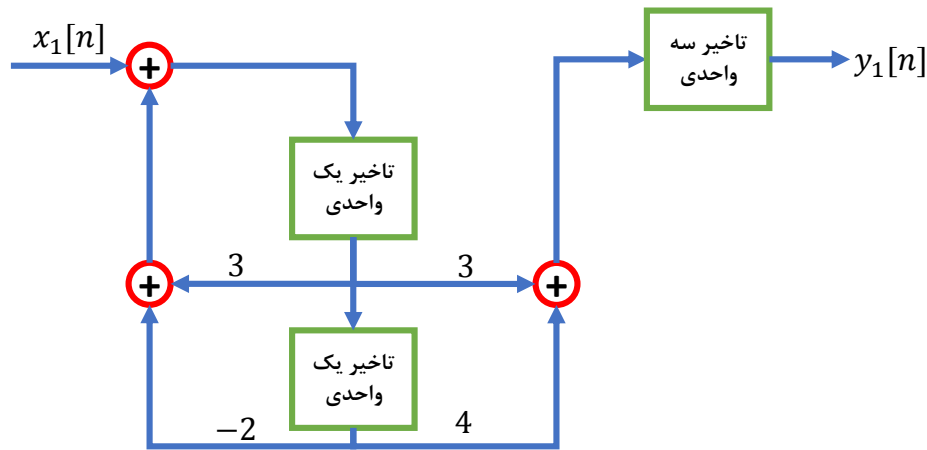 x₁[n]
+
تاخیر سه
واحدی
y₁[n]
تاخیر یک
واحدی
+
3
3
+
تاخیر یک
واحدی
−2
4